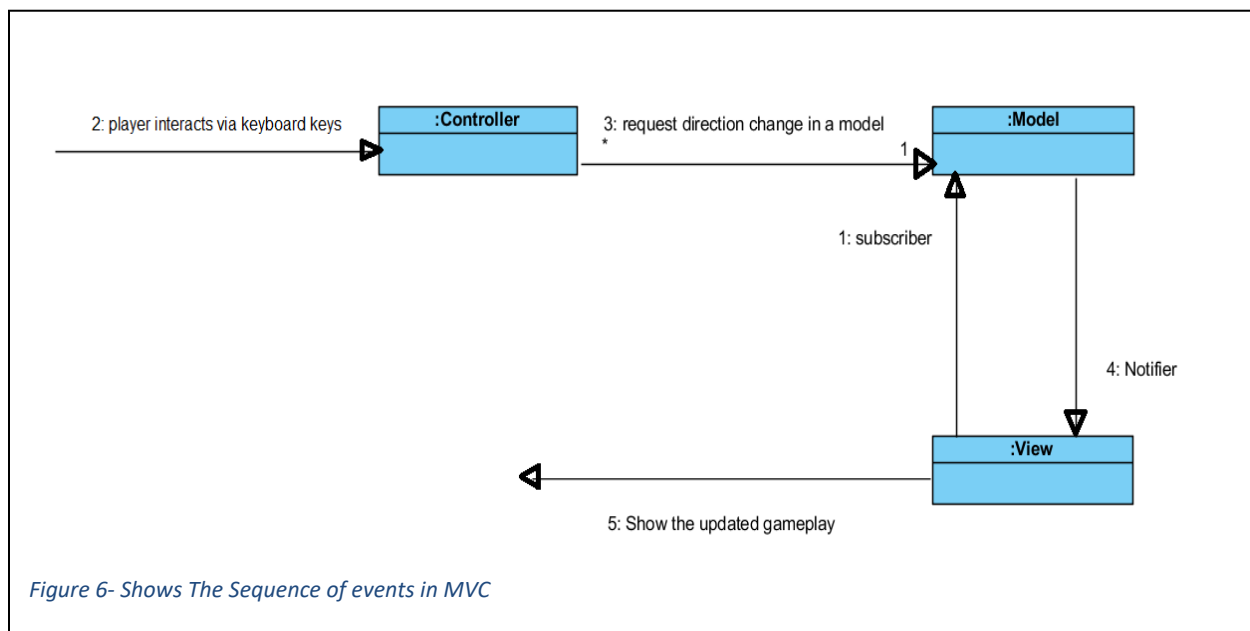 2: player interacts via keyboard keys
:Controller
3: request direction change in a model
*
1
:Model
1: subscriber
4: Notifier
:View
5: Show the updated gameplay
Figure 6- Shows The Sequence of events in MVC